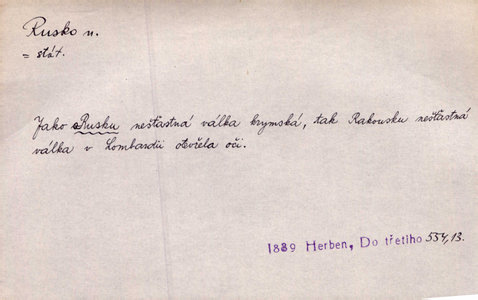 Rusko n.
= stát.
Jako Rusku nešťastná válka krymská, tak Rakousku nešťastná
válka v Lombardii otevřela oči.
1889 Herben, Do třetího 554,13.